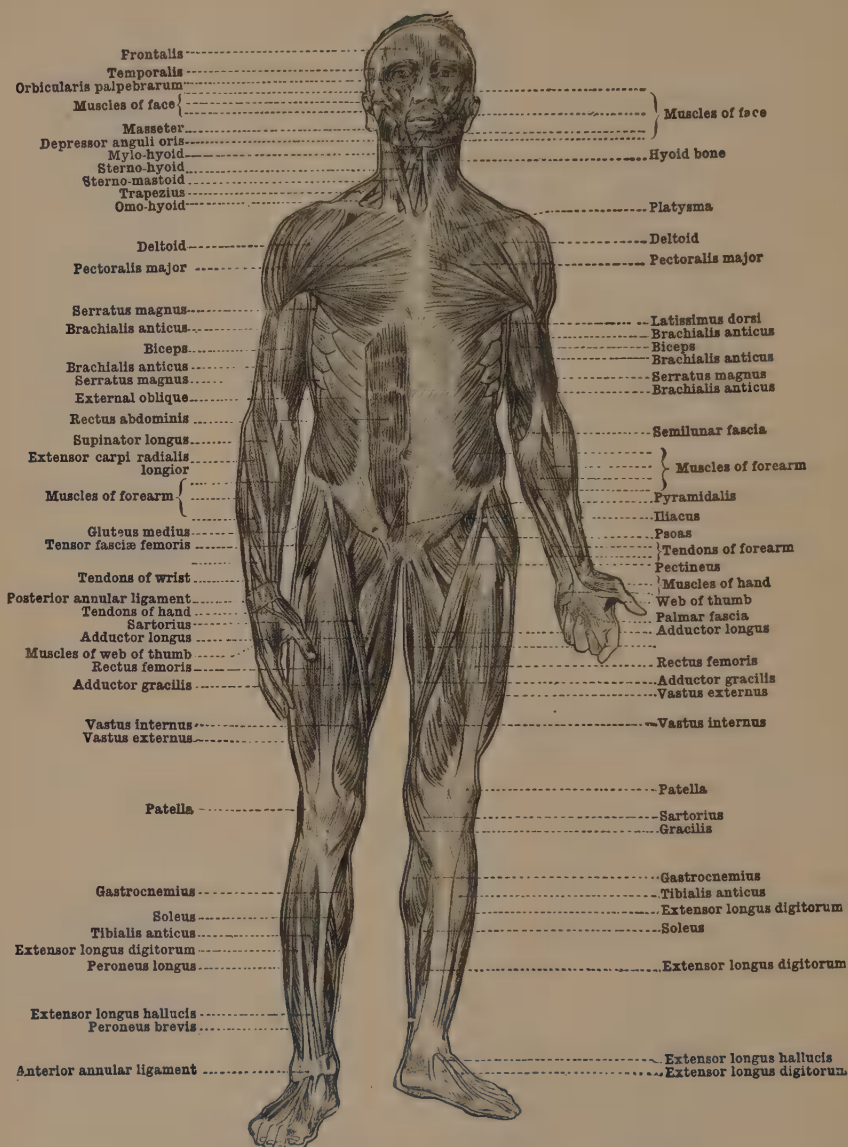 Frontalis
Temporalis
Orbicularis palpebrarum
Muscles of face
Masseter
Depressor anguli oris
Mylo-hyoid
Sterno-hyoid
Sterno-mastoid
Trapezius
Omo-hyoid
Deltoid
Pectoralis major
Serratus magnus
Brachialis anticus
Biceps
Brachialis anticus
Serratus magnus
External oblique
Rectus abdominis
Supinator longus
Extensor carpi radialis
longior
Muscles of forearm
Gluteus medius
Tensor fasciæ femoris
Tendons of wrist
Posterior annular ligament
Tendons of hand
Sartorius
Adductor longus
Muscles of web of thumb
Rectus femoris
Adductor gracilis
Vastus internus
Vastus externus
Patella
Gastrocnemius
Soleus
Tibialis anticus
Extensor longus digitorum
Peroneus longus
Extensor longus hallucis
Peroneus brevis
Anterior annular ligament
Muscles of face
Hyoid bone
Platysma
Deltoid
Pectoralis major
Latissimus dorsi
Brachialis anticus
Biceps
Brachialis anticus
Serratus magnus
Brachialis anticus
Semilunar fascia
Muscles of forearm
Pyramidalis
Iliacus
Psoas
Tendons of forearm
Pectineus
Muscles of hand
Web of thumb
Palmar fascia
Adductor longus
Rectus femoris
Adductor gracilis
Vastus externus
Vastus internus
Patella
Sartorius
Gracilis
Gastrocnemius
Tibialis anticus
Extensor longus digitorum
Soleus
Extensor longus digitorum
Extensor longus hallucis
Extensor longus digitorum